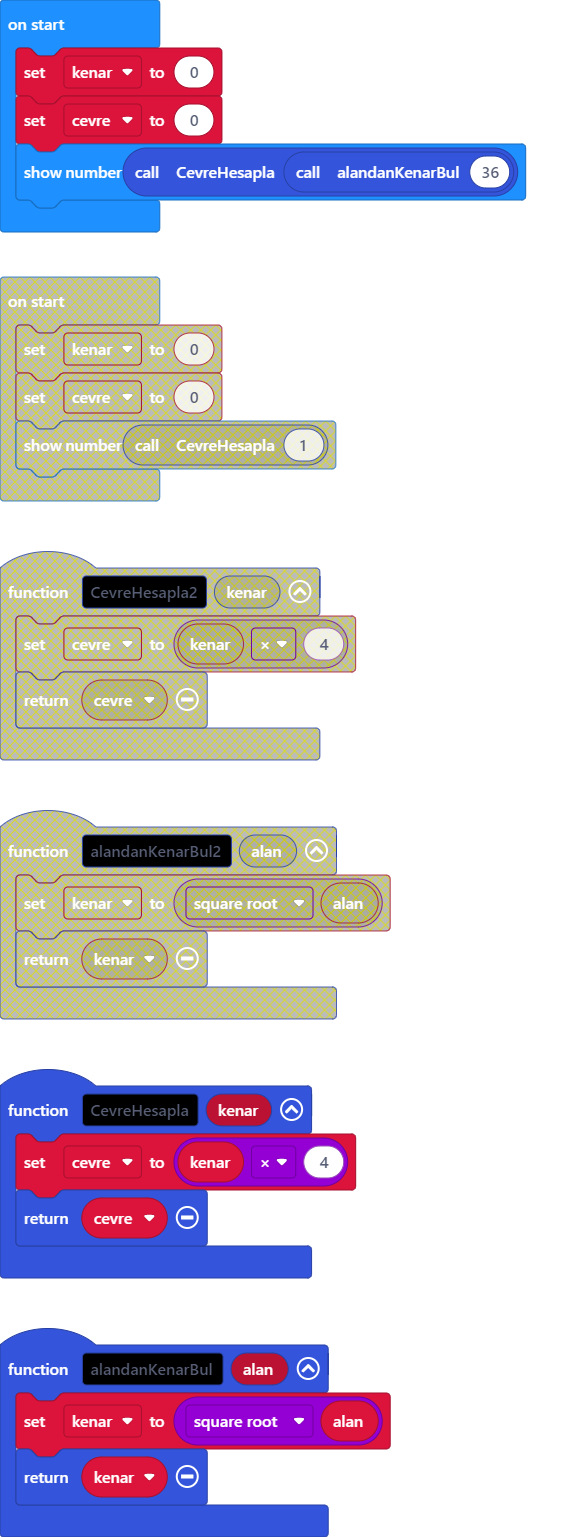 on start
set kenar to 0
set cevre to 0
show number call CevreHesapla call alandanKenarBul 36
on start
set kenar to 0
set cevre to 0
show number call CevreHesapla 1
function CevreHesapla2 kenar
set cevre to kenar × 4
return cevre
function alandanKenarBul2 alan
set kenar to square root alan
return kenar
function CevreHesapla kenar
set cevre to kenar × 4
return cevre
function alandanKenarBul alan
set kenar to square root alan
return kenar